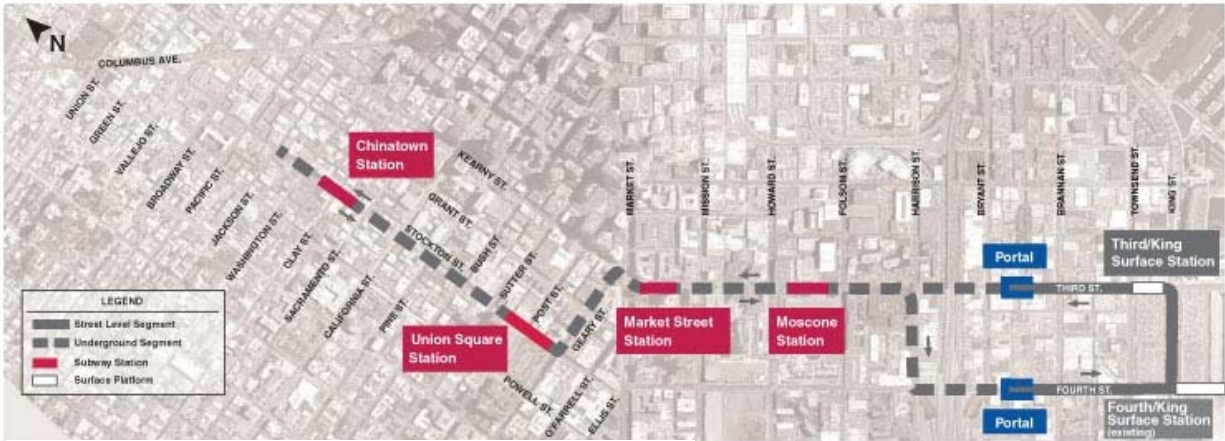 N
COLUMBUS AVE.
UNION ST.
GREEN ST.
VALLEJO ST.
BROADWAY ST.
PACIFIC ST.
JACKSON ST.
WASHINGTON ST.
CLAY ST.
SACRAMENTO ST.
CALIFORNIA ST.
PINE ST.
Chinatown
Station
KEARNY ST.
GRANT ST.
STOCKTON ST.
BUSH ST.
SUTTER ST.
POST ST.
GEARY ST.
POWELL ST.
O'FARRELL ST.
ELLIS ST.
Union Square
Station
MARKET ST.
MISSION ST.
HOWARD ST.
FOLSON ST.
HARRISON ST.
BRYANT ST.
BRANNAN ST.
TOWNSEND ST.
KING ST.
Market Street
Station
Moscone
Station
Portal
THIRD ST.
Third/King
Surface Station
FOURTH ST.
Portal
Fourth/King
Surface Station
(existing)
LEGEND
Street Level Segment
Underground Segment
Subway Station
Surface Platform